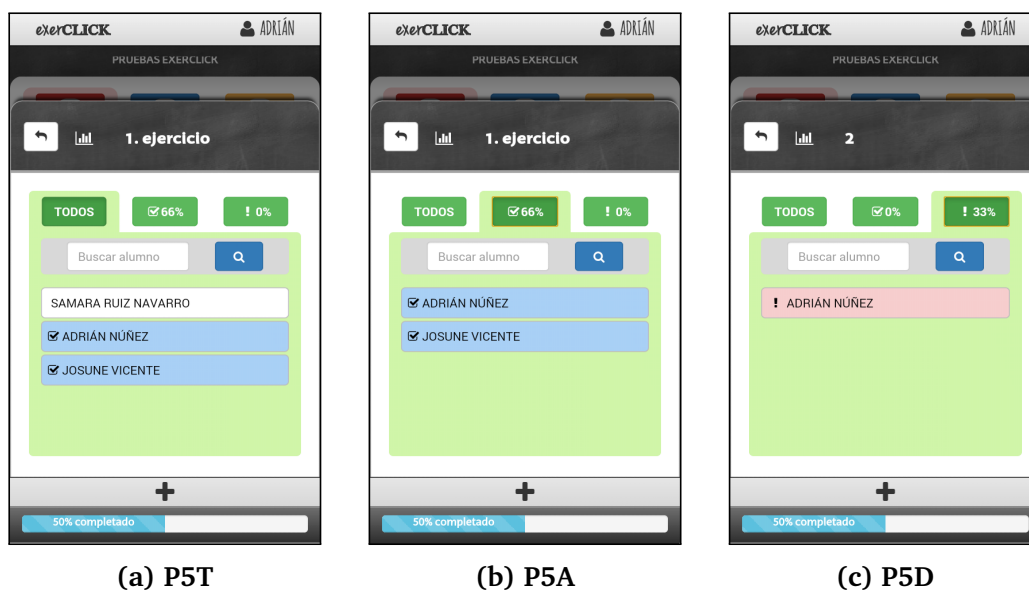 exerCLICK ADRIÁN
PRUEBAS EXERCLICK
1. ejercicio
TODOS 66% ! 0%
Buscar alumno
SAMARA RUIZ NAVARRO
ADRIÁN NÚÑEZ
JOSUNE VICENTE
50% completado
(a) P5T
exerCLICK ADRIÁN
PRUEBAS EXERCLICK
1. ejercicio
TODOS 66% ! 0%
Buscar alumno
ADRIÁN NÚÑEZ
JOSUNE VICENTE
50% completado
(b) P5A
exerCLICK ADRIÁN
PRUEBAS EXERCLICK
2
TODOS 0% ! 33%
Buscar alumno
! ADRIÁN NÚÑEZ
50% completado
(c) P5D